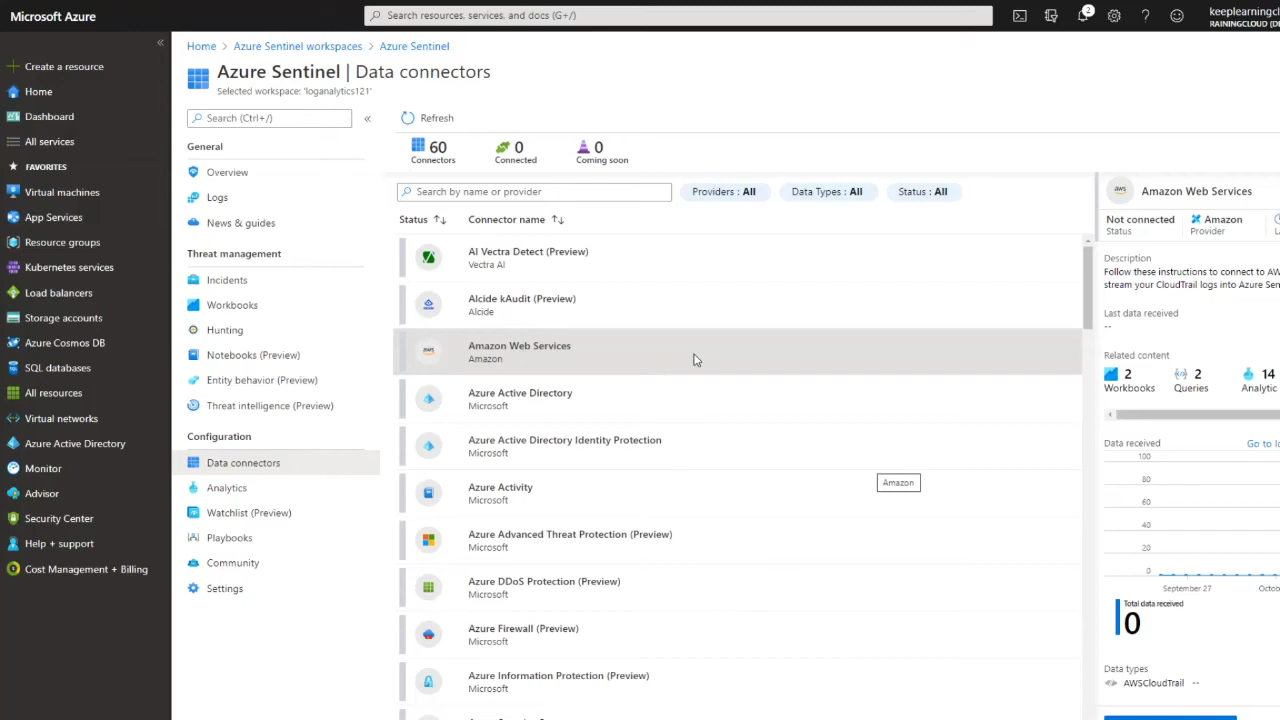 Microsoft Azure
Search resources, services, and docs (G+/)
2
keeplearningcl
RAININGCLOUD (DE
Create a resource
Home
Dashboard
All services
FAVORITES
Virtual machines
App Services
Resource groups
Kubernetes services
Load balancers
Storage accounts
Azure Cosmos DB
SQL databases
All resources
Virtual networks
Azure Active Directory
Monitor
Advisor
Security Center
Help + support
Cost Management + Billing
Home > Azure Sentinel workspaces > Azure Sentinel
Azure Sentinel | Data connectors
Selected workspace: 'loganalytics121'
Search (Ctrl+/)
General
Overview
Logs
News & guides
Threat management
Incidents
Workbooks
Hunting
Notebooks (Preview)
Entity behavior (Preview)
Threat intelligence (Preview)
Configuration
Data connectors
Analytics
Watchlist (Preview)
Playbooks
Community
Settings
Refresh
60 Connectors
0 Connected
0 Coming soon
Search by name or provider
Providers : All
Data Types : All
Status : All
Status Connector name
AI Vectra Detect (Preview)
Vectra AI
Alcide kAudit (Preview)
Alcide
aws
Amazon Web Services
Amazon
Azure Active Directory
Microsoft
Azure Active Directory Identity Protection
Microsoft
Azure Activity
Microsoft
Amazon
Azure Advanced Threat Protection (Preview)
Microsoft
Azure DDoS Protection (Preview)
Microsoft
Azure Firewall (Preview)
Microsoft
Azure Information Protection (Preview)
Microsoft
aws
Amazon Web Services
Not connected Amazon
Status Provider
Description
Follow these instructions to connect to AW
stream your CloudTrail logs into Azure Sen
Last data received
--
Related content
2 2 14
Workbooks Queries Analytic
Data received Go to lo
100
80
60
40
20
0
September 27 Octob
Total data received
0
Data types
AWSCloudTrail --